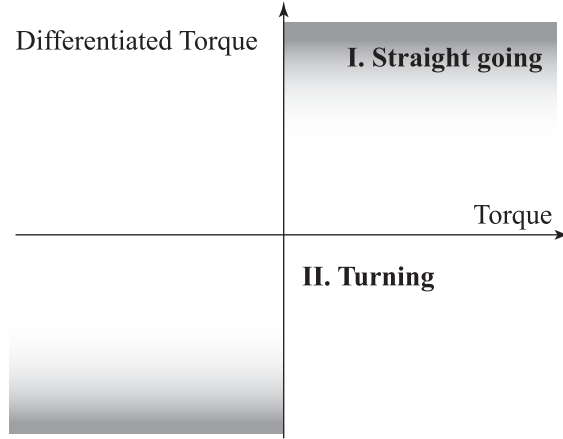 Differentiated Torque
I. Straight going
Torque
II. Turning